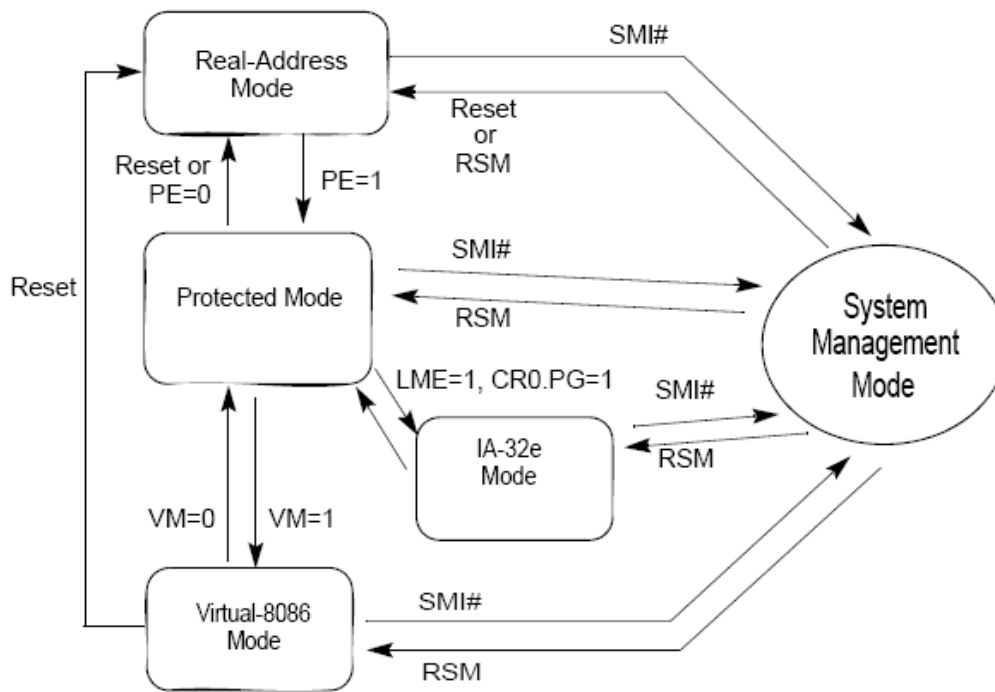 SMI#
Real-Address
Mode
Reset
or
RSM
Reset or
PE=0
PE=1
SMI#
Reset
Protected Mode
RSM
System
Management
Mode
LME=1, CR0.PG=1
SMI#
IA-32e
Mode
RSM
VM=0
VM=1
Virtual-8086
Mode
SMI#
RSM